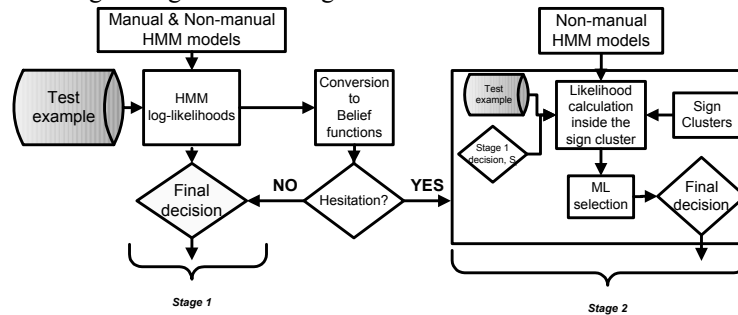 Manual & Non-manual
HMM models
Test
example
HMM
log-likelihoods
Conversion
to
Belief
functions
Final
decision
NO
Hesitation?
YES
Stage 1
Non-manual
HMM models
Test
example
Stage 1
decision, S
Likelihood
calculation
inside the
sign cluster
Sign
Clusters
ML
selection
Final
decision
Stage 2